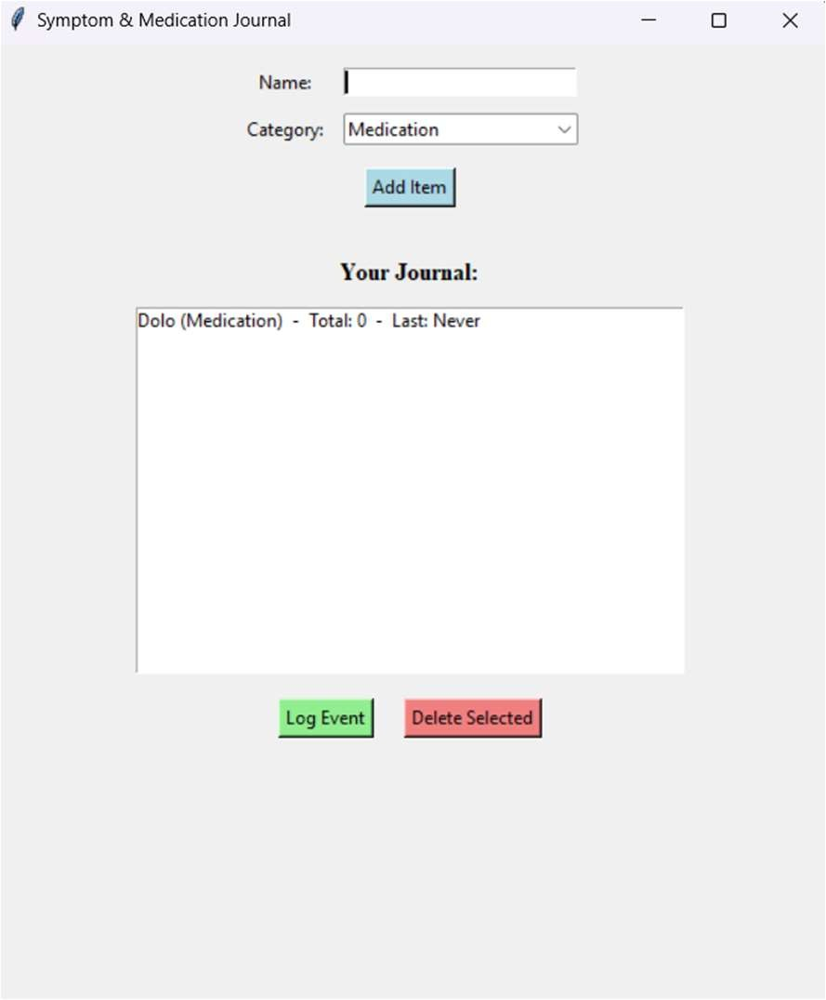 Symptom & Medication Journal
Name:
Category: Medication
Add Item
Your Journal:
Dolo (Medication)  -  Total: 0  -  Last: Never
Log Event Delete Selected